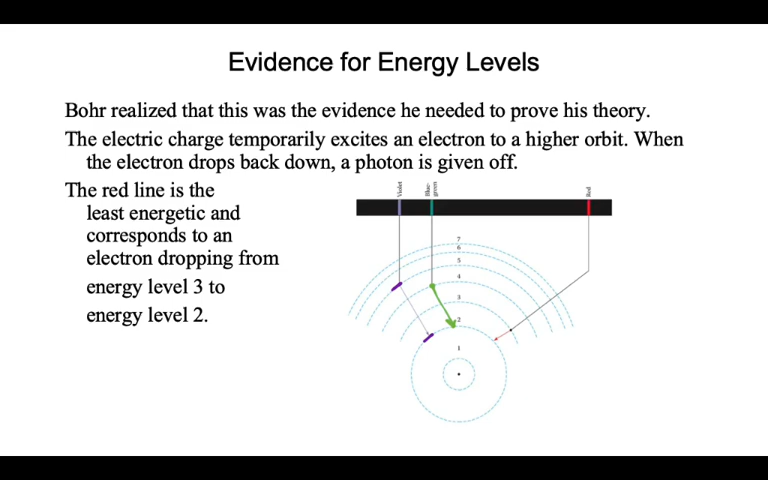 Evidence for Energy Levels
Bohr realized that this was the evidence he needed to prove his theory.
The electric charge temporarily excites an electron to a higher orbit. When
the electron drops back down, a photon is given off.
The red line is the
least energetic and
corresponds to an
electron dropping from
energy level 3 to
energy level 2.
Violet
Blue-
green
Red
7
6
5
4
3
2
1